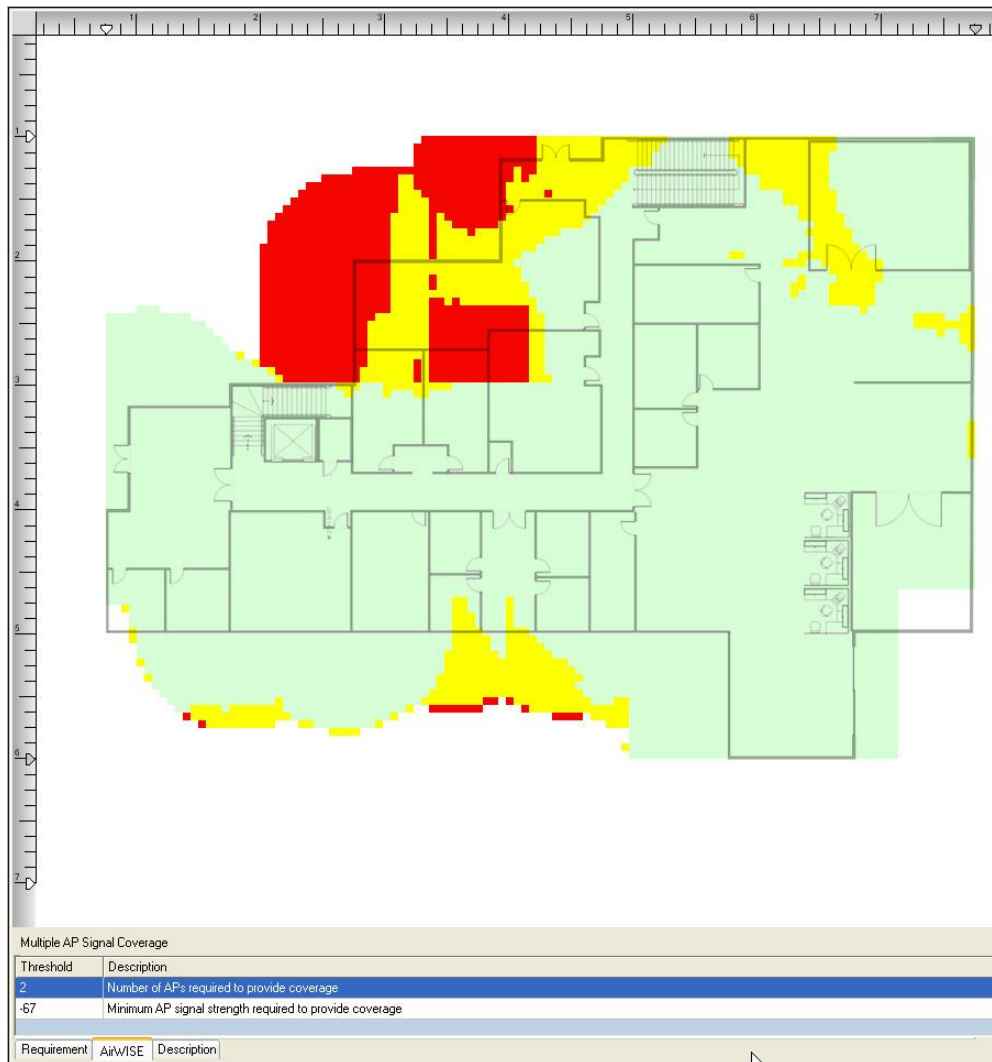 1 2 3 4 5 6 7
1
2
3
4
5
6
7
Multiple AP Signal Coverage
Threshold Description
2 Number of APs required to provide coverage
-67 Minimum AP signal strength required to provide coverage
Requirement AirWISE Description